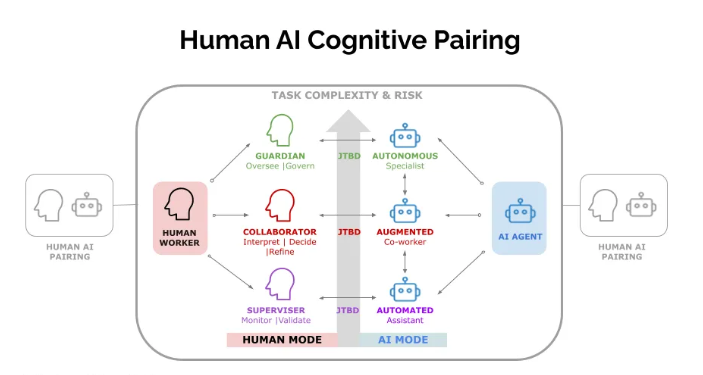 Human AI Cognitive Pairing
TASK COMPLEXITY & RISK
GUARDIAN
Oversee |Govern
JTBD
AUTONOMOUS
Specialist
HUMAN
WORKER
COLLABORATOR
Interpret | Decide
|Refine
JTBD
AUGMENTED
Co-worker
AI AGENT
HUMAN AI
PAIRING
HUMAN AI
PAIRING
SUPERVISER
Monitor |Validate
JTBD
AUTOMATED
Assistant
HUMAN MODE
AI MODE